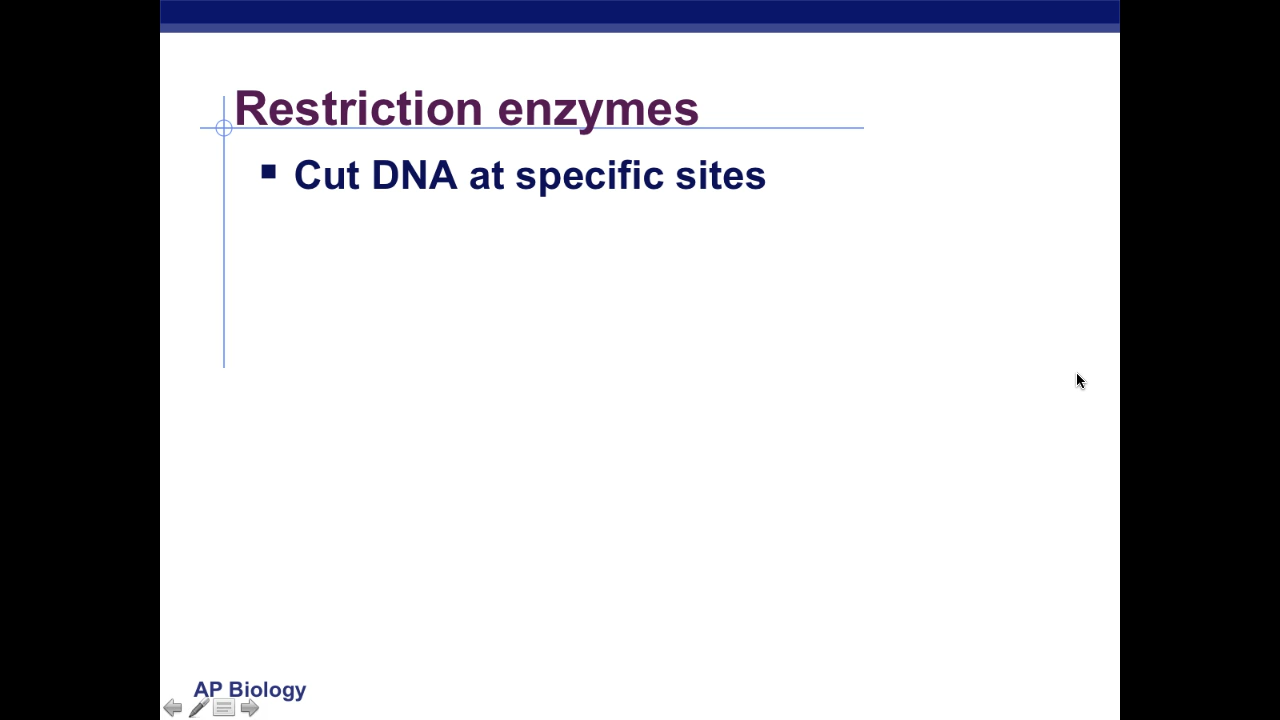 Restriction enzymes
Cut DNA at specific sites
AP Biology